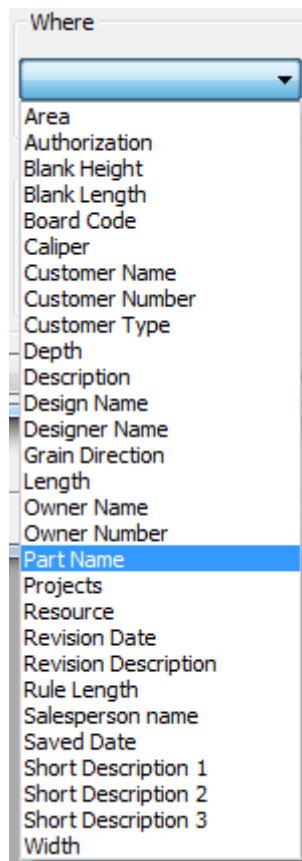 Where
Area
Authorization
Blank Height
Blank Length
Board Code
Caliper
Customer Name
Customer Number
Customer Type
Depth
Description
Design Name
Designer Name
Grain Direction
Length
Owner Name
Owner Number
Part Name
Projects
Resource
Revision Date
Revision Description
Rule Length
Salesperson name
Saved Date
Short Description 1
Short Description 2
Short Description 3
Width